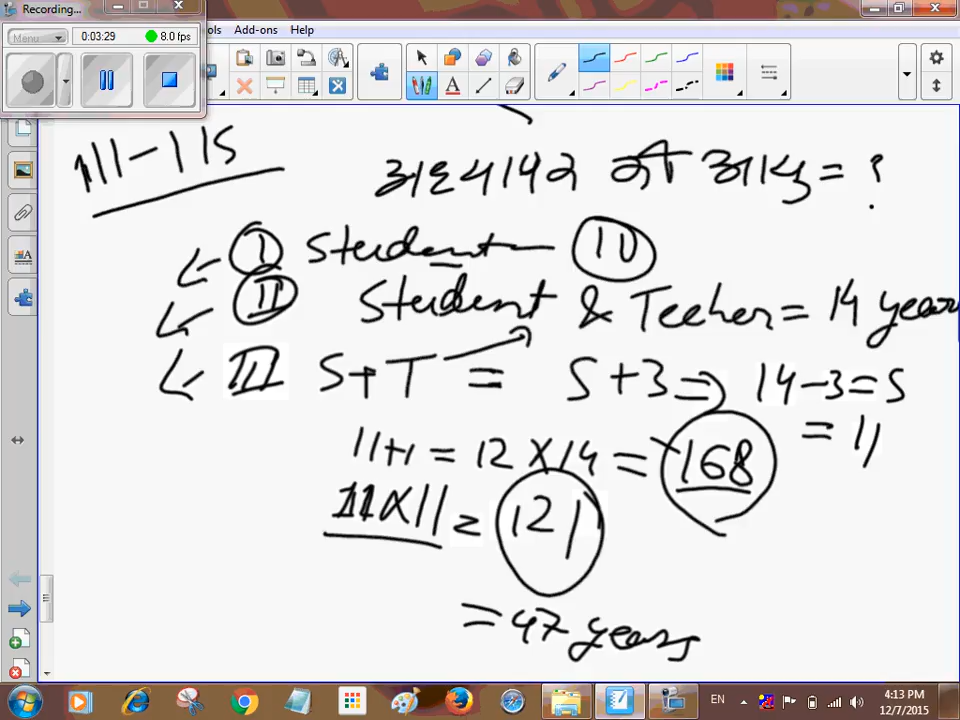 Recording...
Menu 0:03:29 8.0 fps
ols Add-ons Help
111-115
अध्यापक की आयु = ?
I Student — 10
II Student & Teeher = 14 years
III S+T = S+3 => 14-3=S
= 11
11+1 = 12 X 14 = 168
11X11 = 121
= 47 years
EN 4:13 PM
12/7/2015